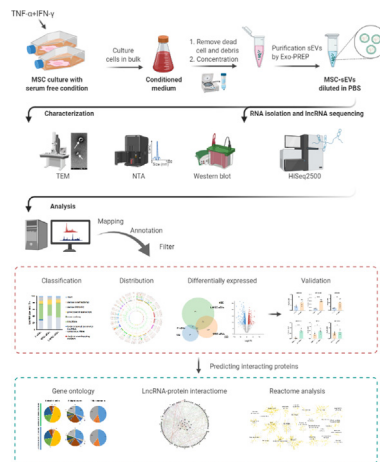 TNF-α+IFN-γ
MSC culture with
serum free condition
Culture
cells in bulk
Conditioned
medium
1. Remove dead
cell and debris
2. Concentration
Purification sEVs
by Exo-PREP
MSC-sEVs
diluted in PBS
Characterization
RNA isolation and lncRNA sequencing
TEM
NTA
Western blot
HiSeq2500
Analysis
Mapping
Annotation
Filter
Classification
Distribution
Differentially expressed
Validation
Predicting interacting proteins
Gene ontology
LncRNA-protein interactiome
Reactome analysis